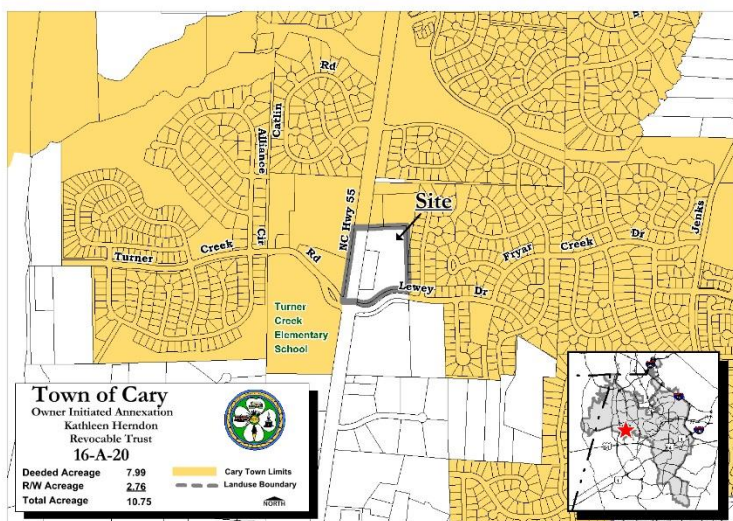 Rd
Catlin
Alliance
Cir
NC Hwy 55
Site
Jenks
Fryar
Creek
Dr
Turner
Creek
Rd
Lewey
Dr
Turner
Creek
Elementary
School
Town of Cary
Owner Initiated Annexation
Kathleen Herndon
Revocable Trust
16-A-20
Deeded Acreage 7.99
R/W Acreage 2.76
Total Acreage 10.75
Cary Town Limits
Landuse Boundary
NORTH